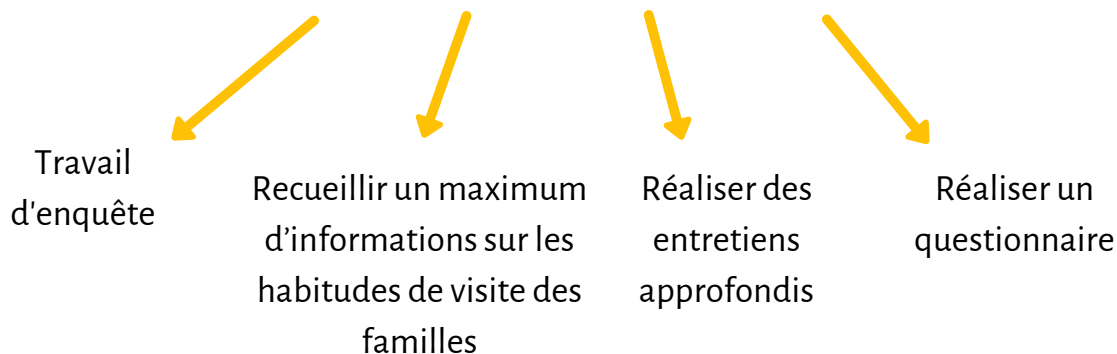 Travail
d'enquête
Recueillir un maximum
d’informations sur les
habitudes de visite des
familles
Réaliser des
entretiens
approfondis
Réaliser un
questionnaire